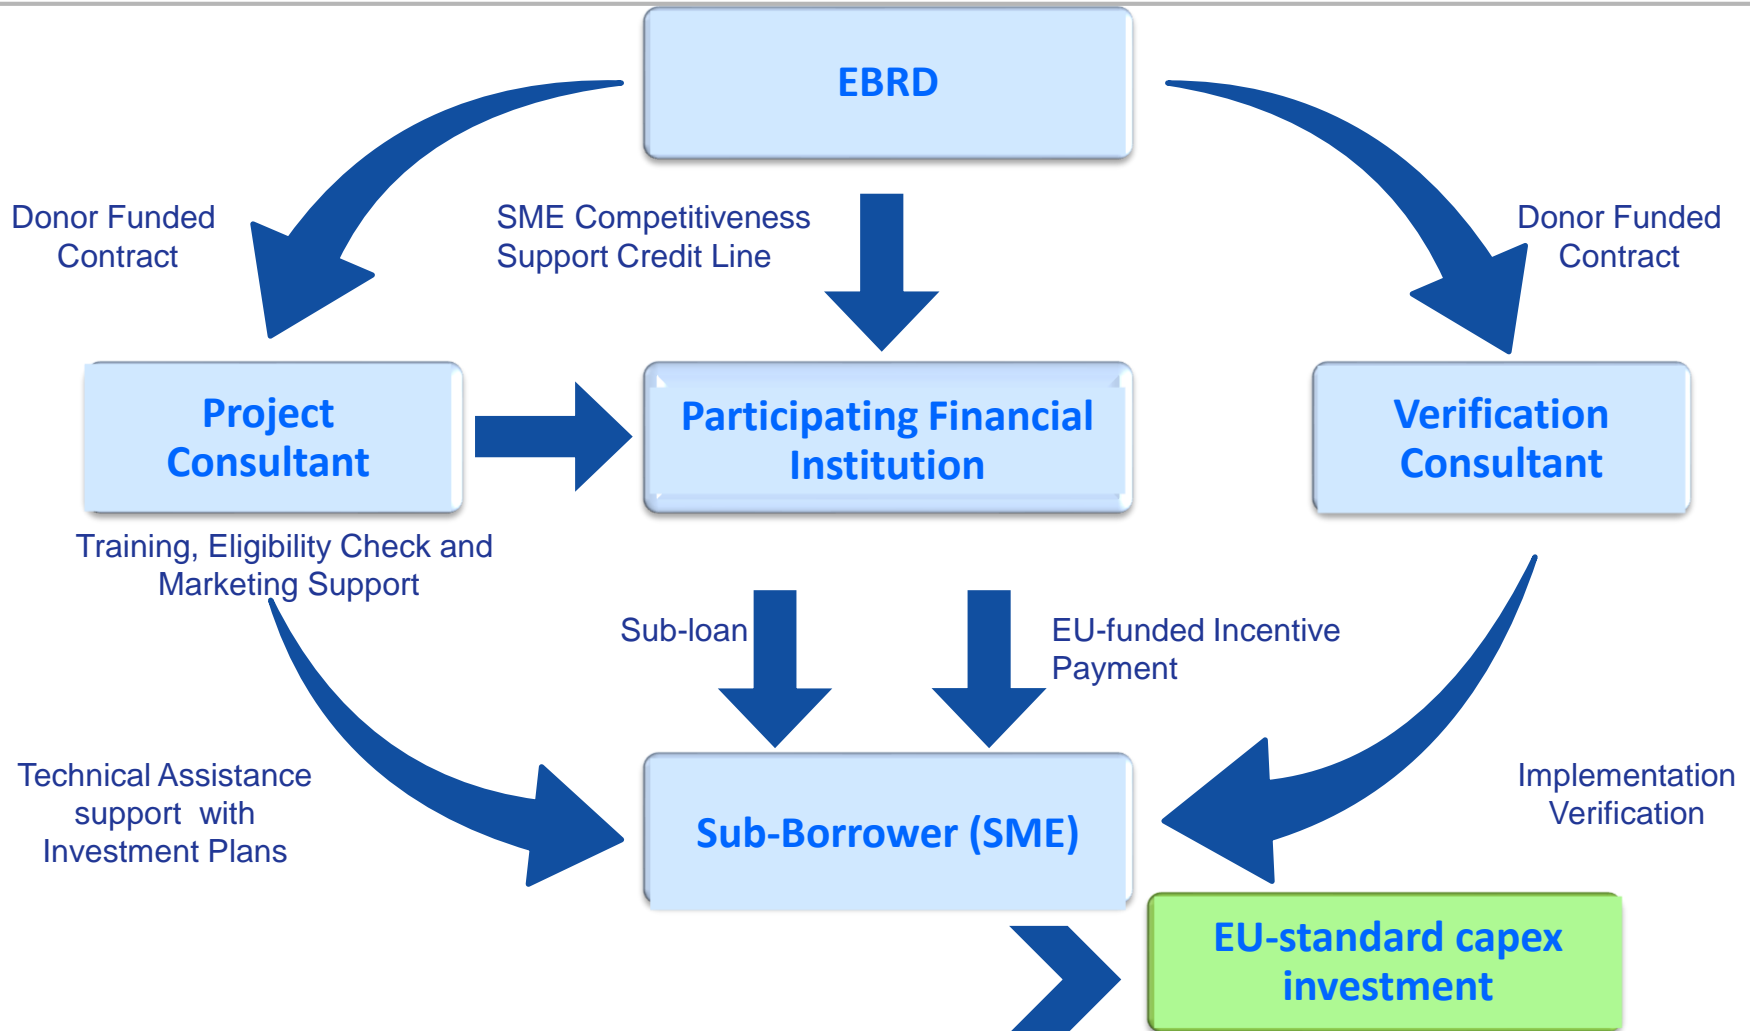 EBRD
Donor Funded
Contract
SME Competitiveness
Support Credit Line
Donor Funded
Contract
Project
Consultant
Participating Financial
Institution
Verification
Consultant
Training, Eligibility Check and
Marketing Support
Sub-loan
EU-funded Incentive
Payment
Technical Assistance
support with
Investment Plans
Sub-Borrower (SME)
Implementation
Verification
EU-standard capex
investment